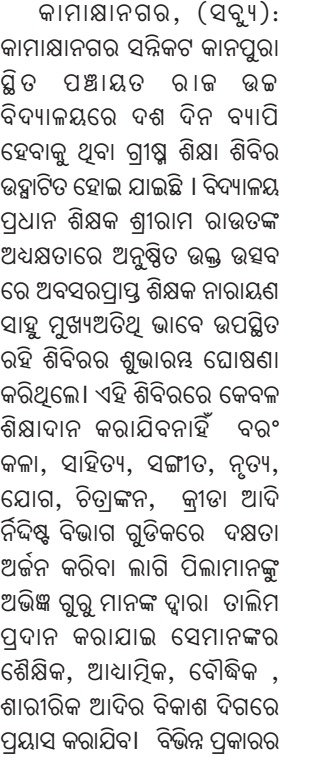 କାମାକ୍ଷାନଗର, (ସବ୍ୟୁ):
କାମାକ୍ଷାନଗର ସନ୍ନିକଟ କାନପୁରା
ସ୍ଥିତ ପଞ୍ଚାୟତ ରାଜ ଉଚ୍ଚ
ବିଦ୍ୟାଳୟରେ ଦଶ ଦିନ ବ୍ୟାପି
ହେବାକୁ ଥିବା ଗ୍ରୀଷ୍ମ ଶିକ୍ଷା ଶିବିର
ଉଦ୍ଘାଟିତ ହୋଇ ଯାଇଛି । ବିଦ୍ୟାଳୟ
ପ୍ରଧାନ ଶିକ୍ଷକ ଶ୍ରୀରାମ ରାଉତଙ୍କ
ଅଧ୍ୟକ୍ଷତାରେ ଅନୁଷ୍ଠିତ ଉକ୍ତ ଉତ୍ସବ
ରେ ଅବସରପ୍ରାପ୍ତ ଶିକ୍ଷକ ନାରାୟଣ
ସାହୁ ମୁଖ୍ୟଅତିଥି ଭାବେ ଉପସ୍ଥିତ
ରହି ଶିବିରର ଶୁଭାରମ୍ଭ ଘୋଷଣା
କରିଥିଲେ। ଏହି ଶିବିରରେ କେବଳ
ଶିକ୍ଷାଦାନ କରାଯିବନାହିଁ ବରଂ
କଳା, ସାହିତ୍ୟ, ସଙ୍ଗୀତ, ନୃତ୍ୟ,
ଯୋଗ, ଚିତ୍ରାଙ୍କନ, କ୍ରୀଡା ଆଦି
ର୍ନିଦ୍ଦିଷ୍ଟ ବିଭାଗ ଗୁଡିକରେ ଦକ୍ଷତା
ଅର୍ଜନ କରିବା ଲାଗି ପିଲାମାନଙ୍କୁ
ଅଭିଜ୍ଞ ଗୁରୁ ମାନଙ୍କ ଦ୍ୱାରା ତାଲିମ
ପ୍ରଦାନ କରାଯାଇ ସେମାନଙ୍କର
ଶୈକ୍ଷିକ, ଆଧ୍ୟାତ୍ମିକ, ବୌଦ୍ଧିକ ,
ଶାରୀରିକ ଆଦିର ବିକାଶ ଦିଗରେ
ପ୍ରୟାସ କରାଯିବ। ବିଭିନ୍ନ ପ୍ରକାରର